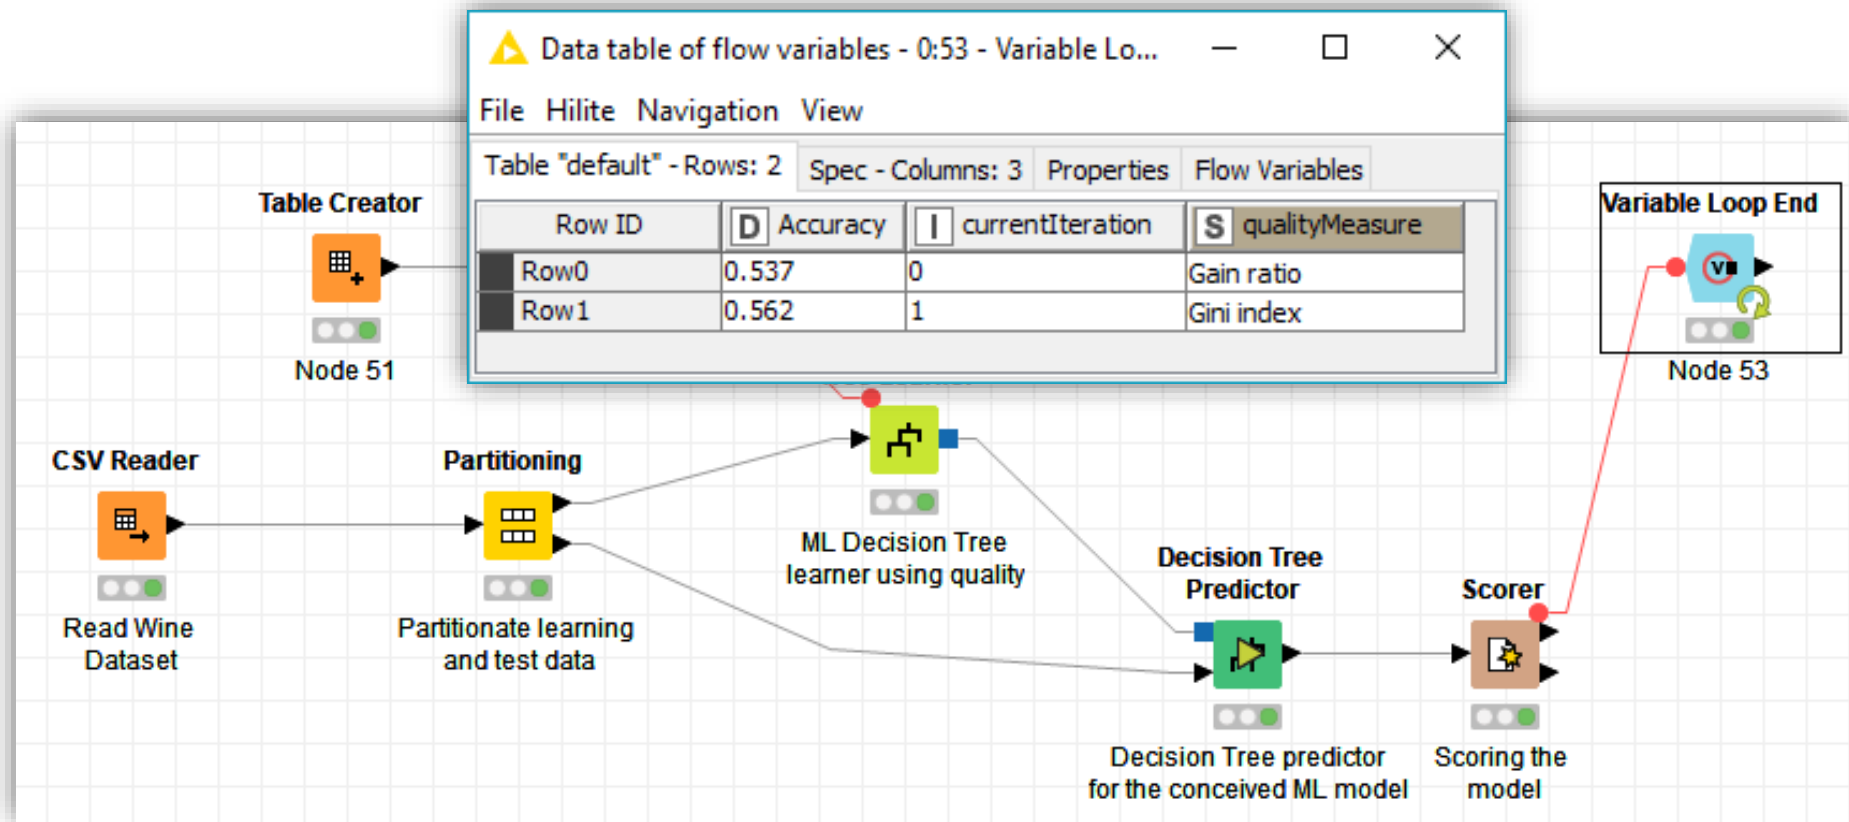 Data table of flow variables - 0:53 - Variable Lo...
File Hilite Navigation View
Table "default" - Rows: 2 Spec - Columns: 3 Properties Flow Variables
Row ID D Accuracy I currentIteration S qualityMeasure
Row0 0.537 0 Gain ratio
Row1 0.562 1 Gini index
Table Creator
Node 51
Variable Loop End
V
Node 53
CSV Reader
Read Wine
Dataset
Partitioning
Partitionate learning
and test data
ML Decision Tree
learner using quality
Decision Tree
Predictor
Decision Tree predictor
for the conceived ML model
Scorer
Scoring the
model